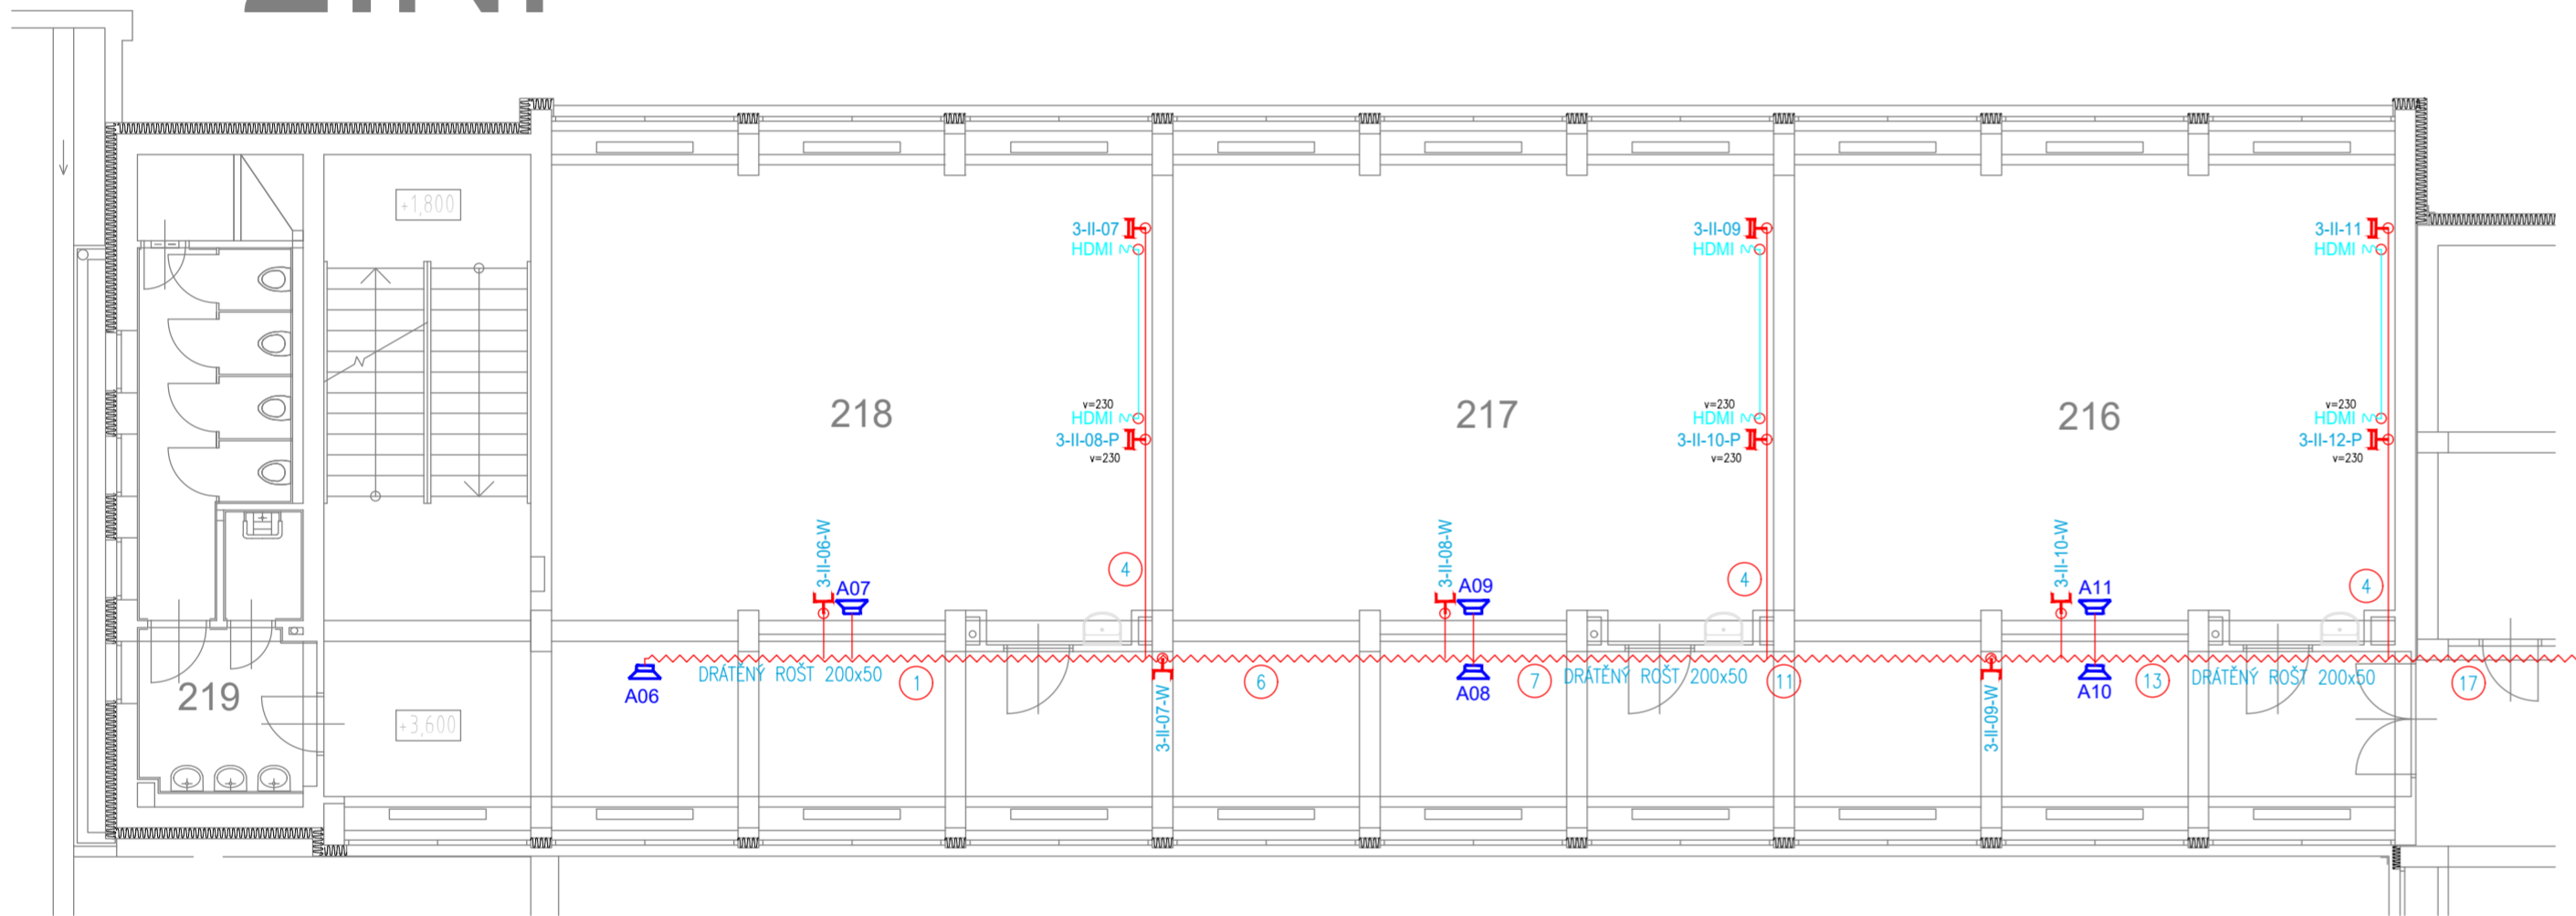 +1,800
3-II-07
HDMI
3-II-09
HDMI
3-II-11
HDMI
218
217
216
v=230
HDMI
3-II-08-P
v=230
v=230
HDMI
3-II-10-P
v=230
v=230
HDMI
3-II-12-P
v=230
3-II-06-W
A07
4
3-II-08-W
A09
4
3-II-10-W
A11
4
219
+3,600
A06
DRÁTĚNÝ ROŠT 200x50
1
3-II-07-W
6
A08
7
DRÁTĚNÝ ROŠT 200x50
11
3-II-09-W
A10
13
DRÁTĚNÝ ROŠT 200x50
17